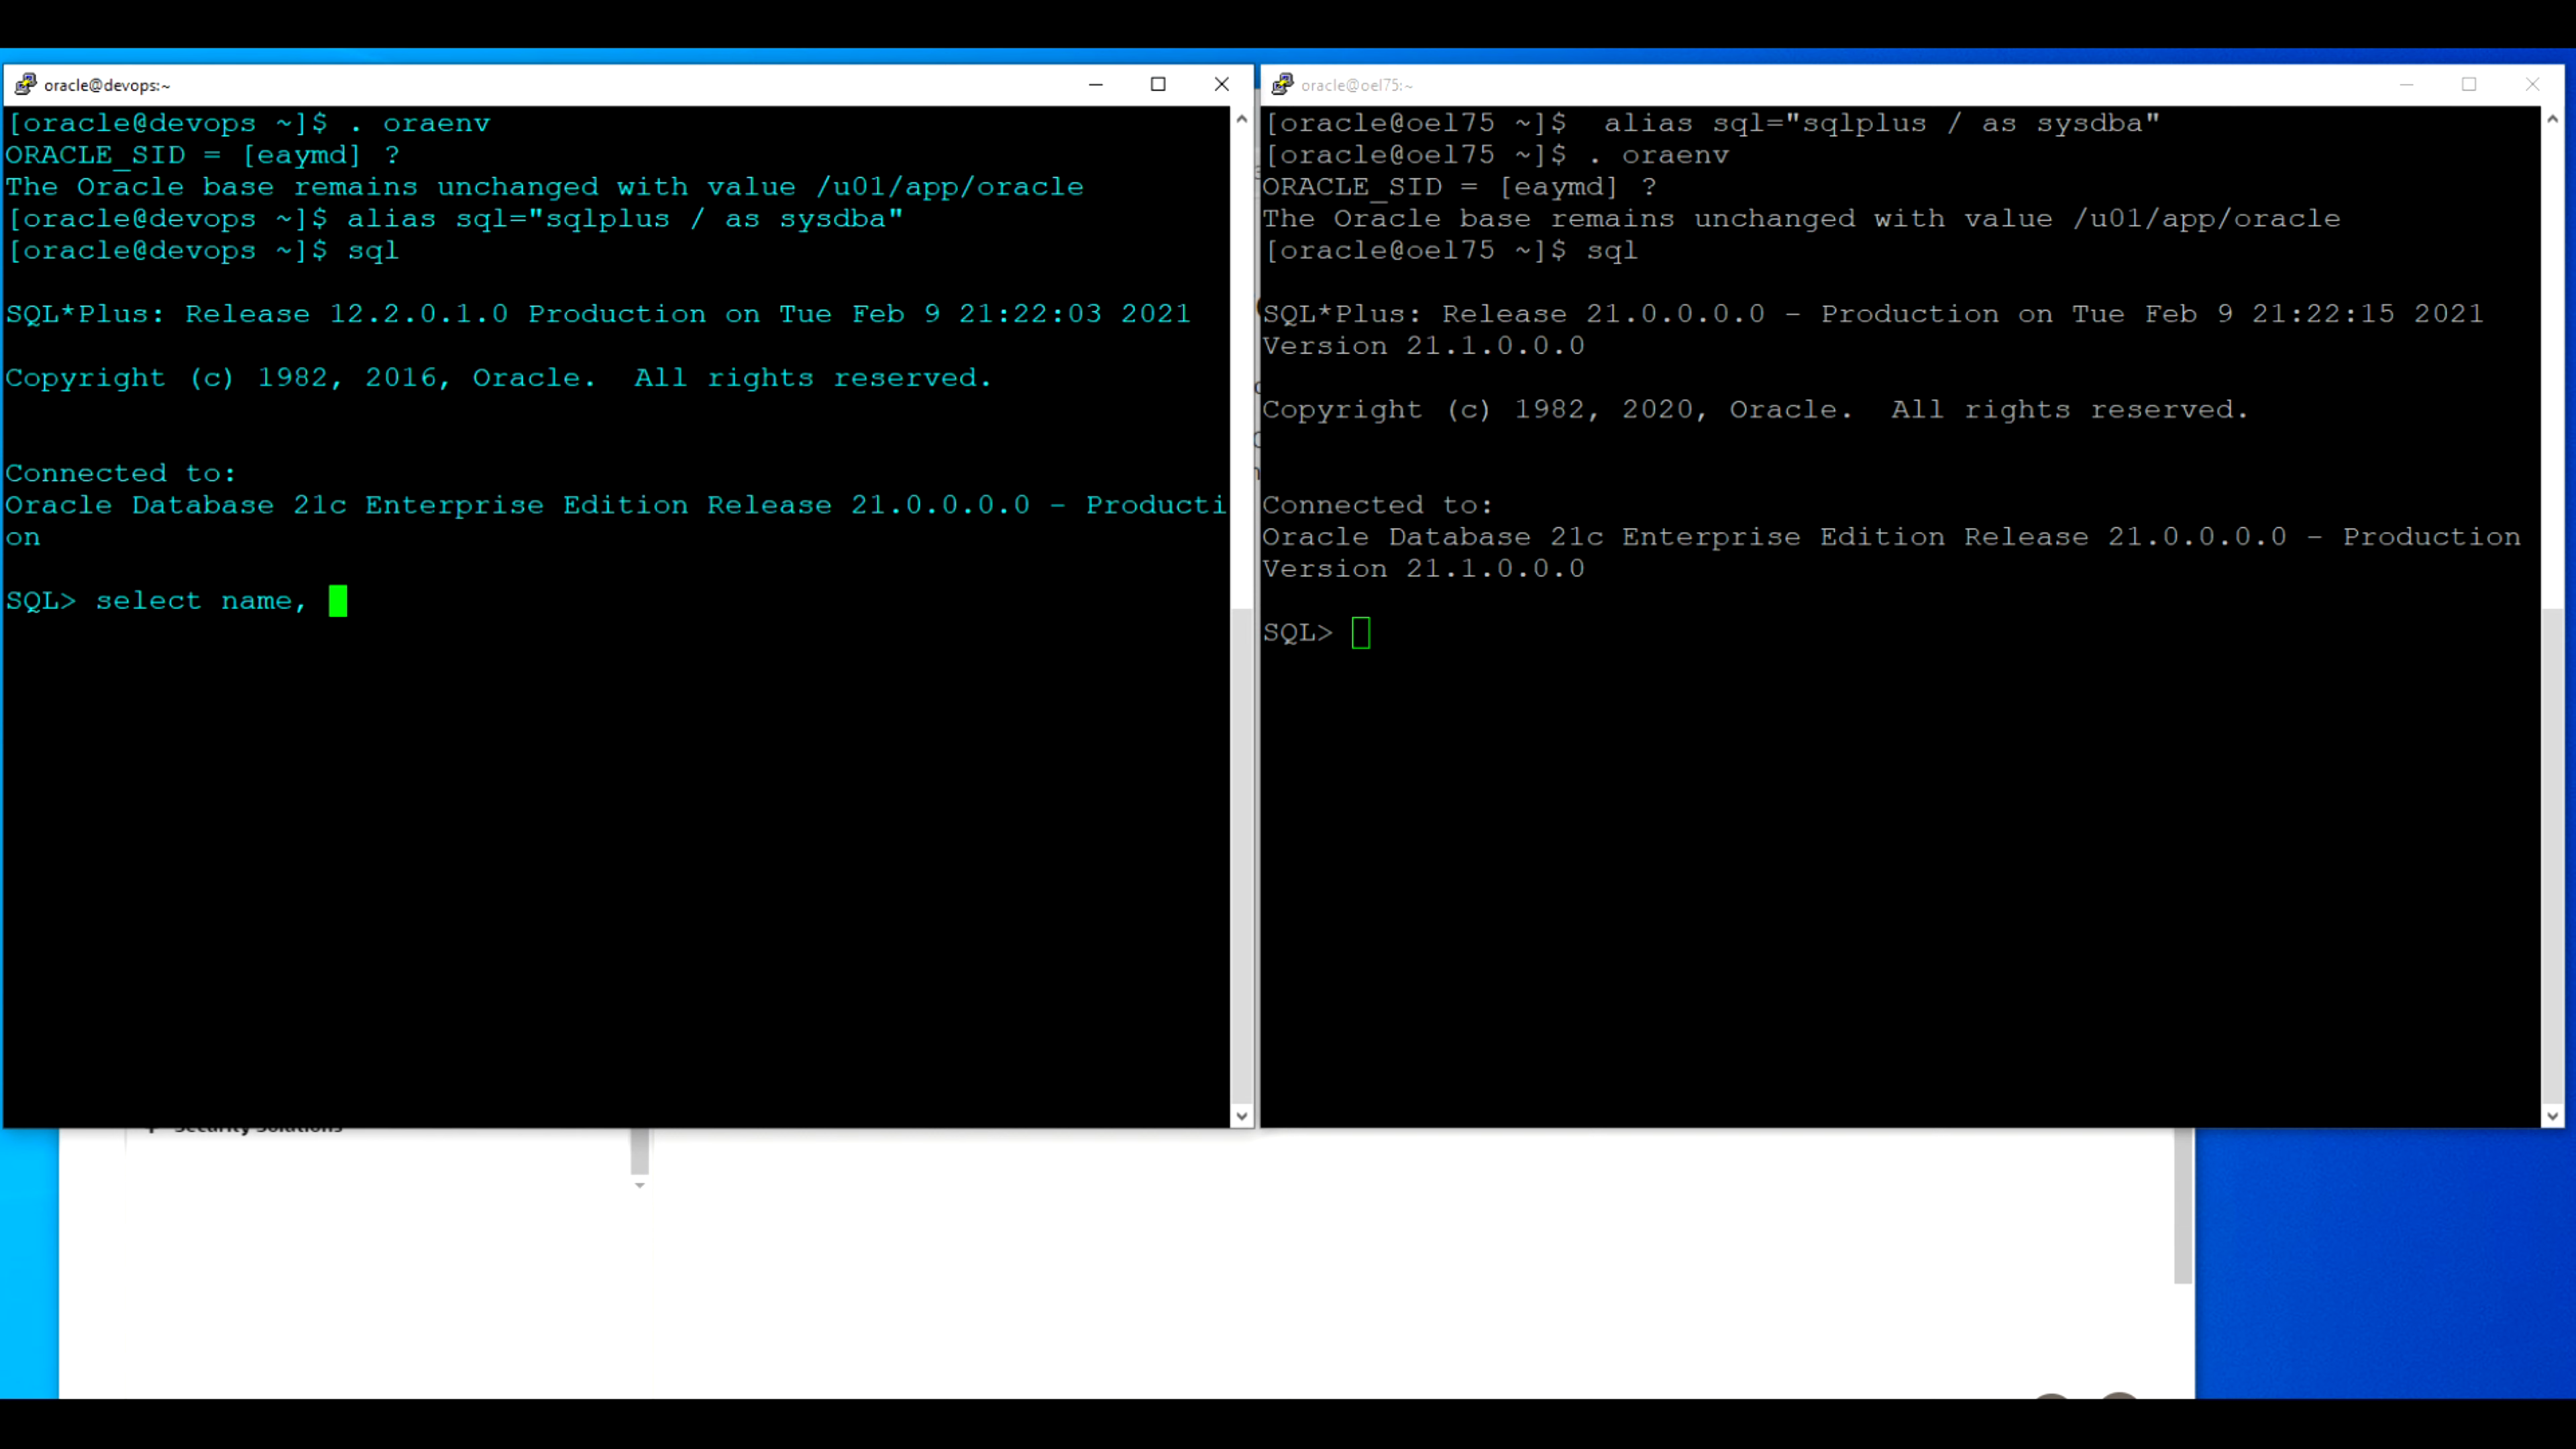 oracle@devops:~
[oracle@devops ~]$ . oraenv
ORACLE_SID = [eaymd] ?
The Oracle base remains unchanged with value /u01/app/oracle
[oracle@devops ~]$ alias sql="sqlplus / as sysdba"
[oracle@devops ~]$ sql
SQL*Plus: Release 12.2.0.1.0 Production on Tue Feb 9 21:22:03 2021
Copyright (c) 1982, 2016, Oracle.  All rights reserved.
Connected to:
Oracle Database 21c Enterprise Edition Release 21.0.0.0.0 - Producti
on
SQL> select name,
oracle@oel75:~
[oracle@oel75 ~]$  alias sql="sqlplus / as sysdba"
[oracle@oel75 ~]$ . oraenv
ORACLE_SID = [eaymd] ?
The Oracle base remains unchanged with value /u01/app/oracle
[oracle@oel75 ~]$ sql
SQL*Plus: Release 21.0.0.0.0 - Production on Tue Feb 9 21:22:15 2021
Version 21.1.0.0.0
Copyright (c) 1982, 2020, Oracle.  All rights reserved.
Connected to:
Oracle Database 21c Enterprise Edition Release 21.0.0.0.0 - Production
Version 21.1.0.0.0
SQL>
Security Solutions